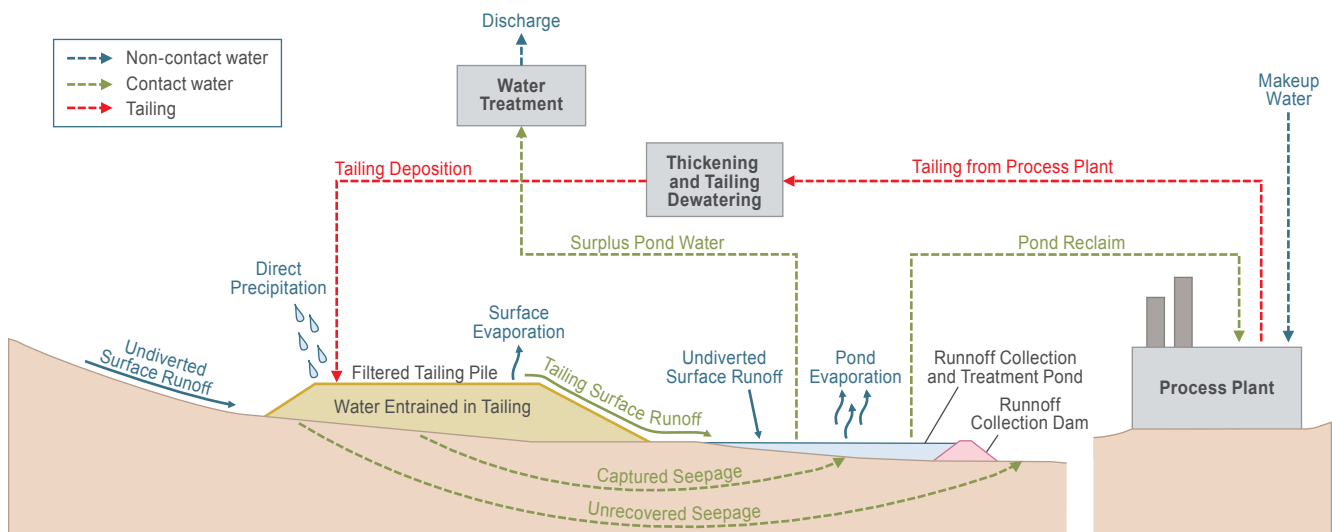 Discharge
Non-contact water
Contact water
Tailing
Water
Treatment
Makeup
Water
Tailing Deposition
Thickening
and Tailing
Dewatering
Tailing from Process Plant
Surplus Pond Water
Pond Reclaim
Direct
Precipitation
Surface
Evaporation
Undiverted
Surface Runoff
Filtered Tailing Pile
Water Entrained in Tailing
Tailing Surface Runoff
Undiverted
Surface Runoff
Pond
Evaporation
Runnoff Collection
and Treatment Pond
Runoff
Collection Dam
Process Plant
Captured Seepage
Unrecovered Seepage